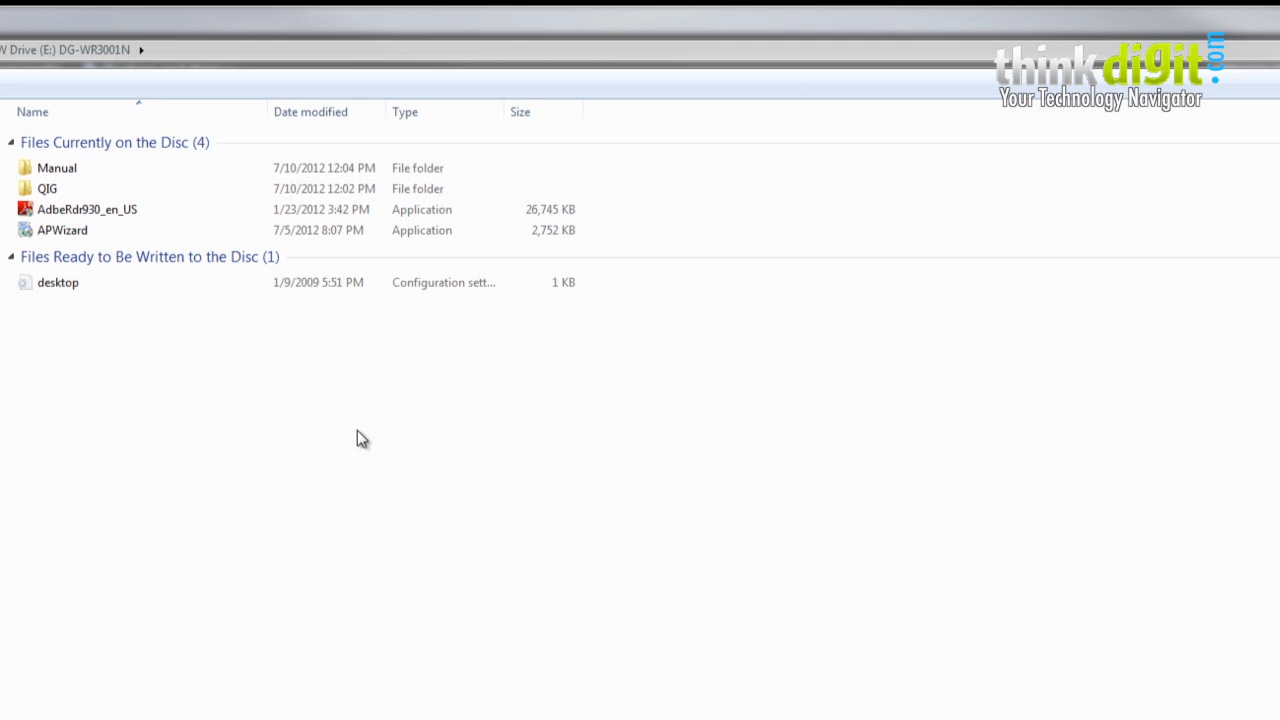 W Drive (E:) DG-WR3001N
thinkdigit.com
Your Technology Navigator
Name Date modified Type Size
Files Currently on the Disc (4)
Manual 7/10/2012 12:04 PM File folder
QIG 7/10/2012 12:02 PM File folder
AdbeRdr930_en_US 1/23/2012 3:42 PM Application 26,745 KB
APWizard 7/5/2012 8:07 PM Application 2,752 KB
Files Ready to Be Written to the Disc (1)
desktop 1/9/2009 5:51 PM Configuration sett... 1 KB